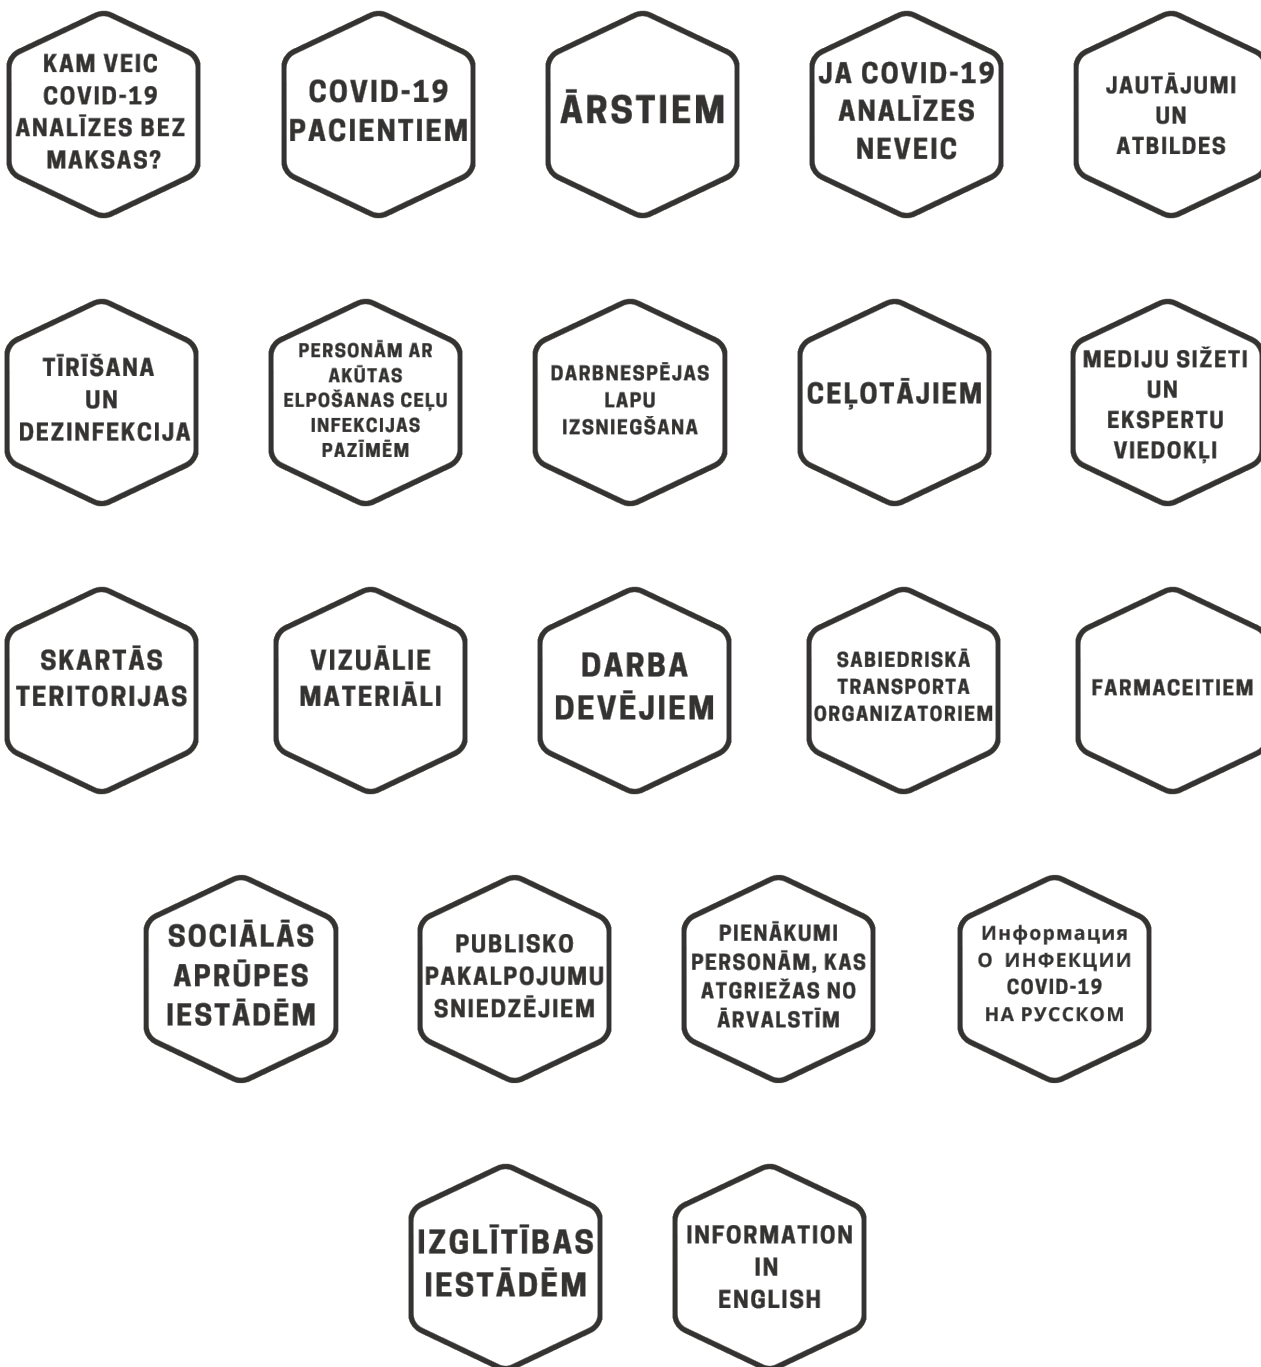 KAM VEIC
COVID-19
ANALĪZES BEZ
MAKSAS?
COVID-19
PACIENTIEM
ĀRSTIEM
JA COVID-19
ANALĪZES
NEVEIC
JAUTĀJUMI
UN
ATBILDES
TĪRĪŠANA
UN
DEZINFEKCIJA
PERSONĀM AR
AKŪTAS
ELPOŠANAS CEĻU
INFEKCIJAS
PAZĪMĒM
DARBNESPĒJAS
LAPU
IZSNIEGŠANA
CEĻOTĀJIEM
MEDIJU SIŽETI
UN
EKSPERTU
VIEDOKĻI
SKARTĀS
TERITORIJAS
VIZUĀLIE
MATERIĀLI
DARBA
DEVĒJIEM
SABIEDRISKĀ
TRANSPORTA
ORGANIZATORIEM
FARMACEITIEM
SOCIĀLĀS
APRŪPES
IESTĀDĒM
PUBLISKO
PAKALPOJUMU
SNIEDZĒJIEM
PIENĀKUMI
PERSONĀM, KAS
ATGRIEŽAS NO
ĀRVALSTĪM
Информация
О ИНФЕКЦИИ
COVID-19
НА РУССКОМ
IZGLĪTĪBAS
IESTĀDĒM
INFORMATION
IN
ENGLISH